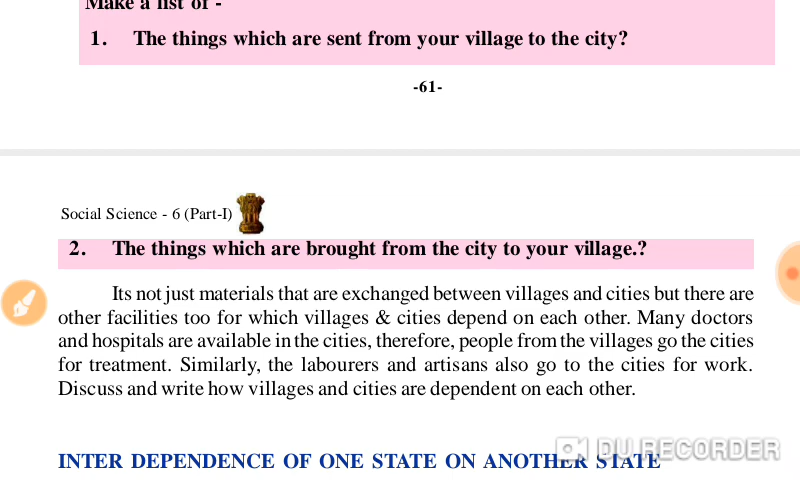 Make a list of -
1. The things which are sent from your village to the city?
-61-
Social Science - 6 (Part-I)
2. The things which are brought from the city to your village.?
Its not just materials that are exchanged between villages and cities but there are
other facilities too for which villages & cities depend on each other. Many doctors
and hospitals are available in the cities, therefore, people from the villages go the cities
for treatment. Similarly, the labourers and artisans also go to the cities for work.
Discuss and write how villages and cities are dependent on each other.
INTER DEPENDENCE OF ONE STATE ON ANOTHER STATE
DU RECORDER